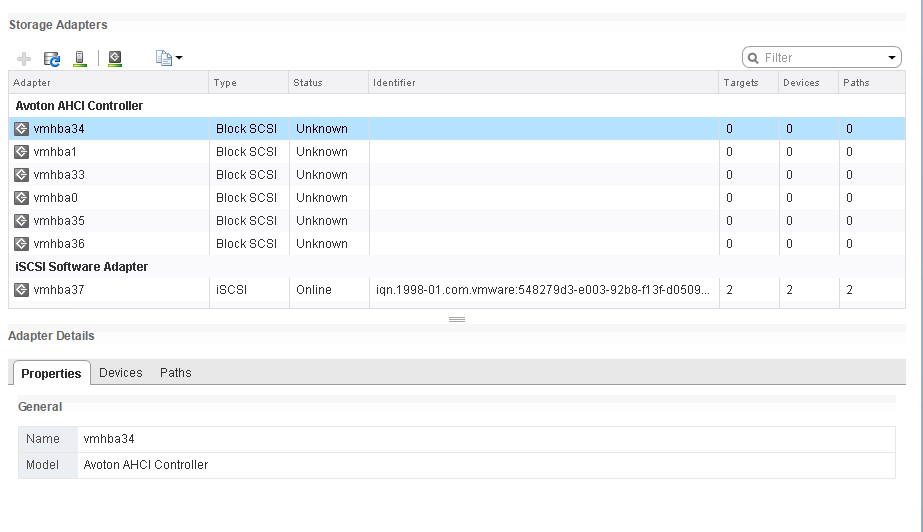 Storage Adapters
Filter
Adapter Type Status Identifier Targets Devices Paths
Avoton AHCI Controller
vmhba34 Block SCSI Unknown 0 0 0
vmhba1 Block SCSI Unknown 0 0 0
vmhba33 Block SCSI Unknown 0 0 0
vmhba0 Block SCSI Unknown 0 0 0
vmhba35 Block SCSI Unknown 0 0 0
vmhba36 Block SCSI Unknown 0 0 0
iSCSI Software Adapter
vmhba37 iSCSI Online iqn.1998-01.com.vmware:548279d3-e003-92b8-f13f-d0509... 2 2 2
Adapter Details
Properties Devices Paths
General
Name vmhba34
Model Avoton AHCI Controller